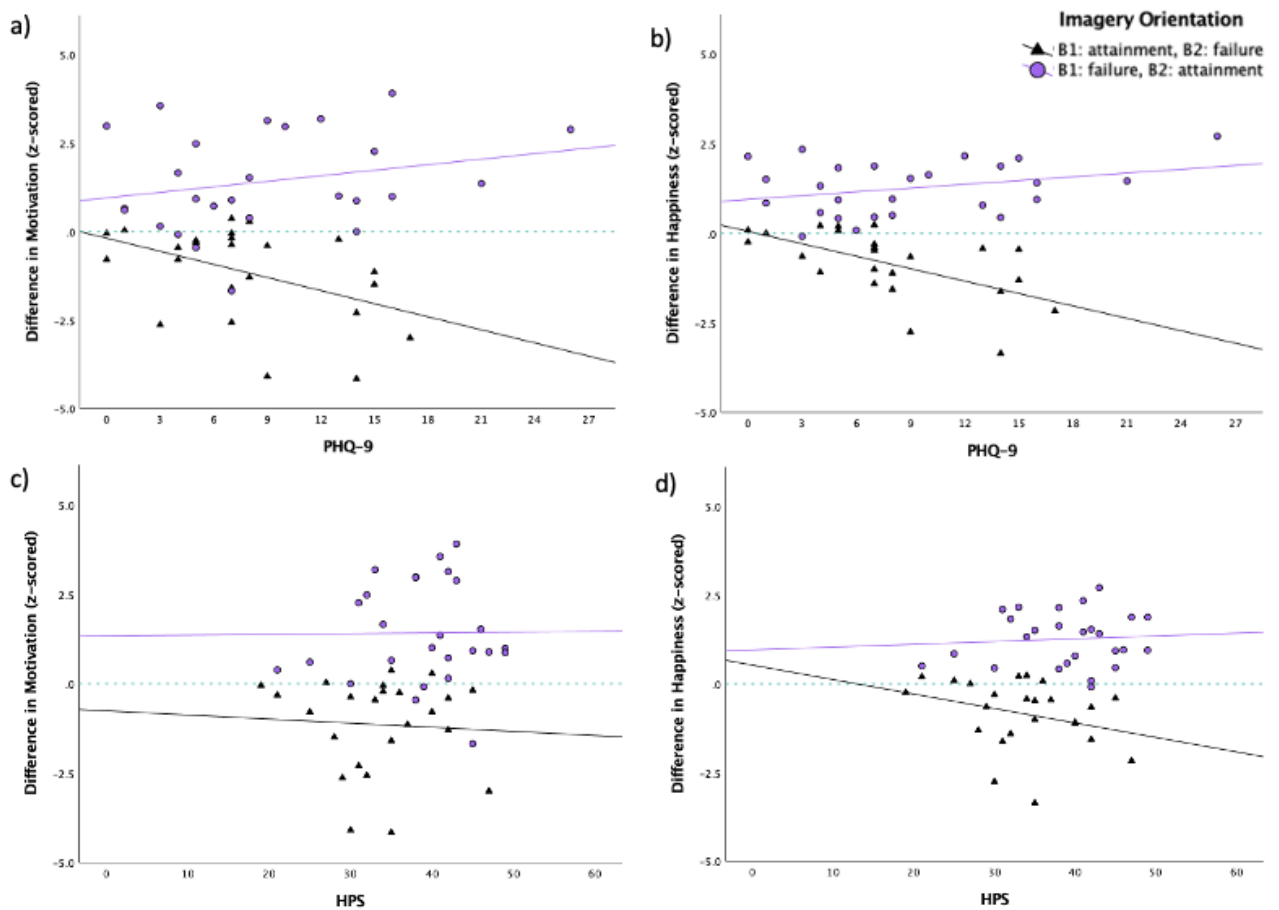 a)
5.0
2.5
.0
-2.5
-5.0
Difference in Motivation (z-scored)
0 3 6 9 12 15 18 21 24 27
PHQ-9
b)
Imagery Orientation
B1: attainment, B2: failure
B1: failure, B2: attainment
5.0
2.5
.0
-2.5
-5.0
Difference in Happiness (z-scored)
0 3 6 9 12 15 18 21 24 27
PHQ-9
c)
5.0
2.5
.0
-2.5
-5.0
Difference in Motivation (z-scored)
0 10 20 30 40 50 60
HPS
d)
5.0
2.5
.0
-2.5
-5.0
Difference in Happiness (z-scored)
0 20 30 40 50 60
HPS